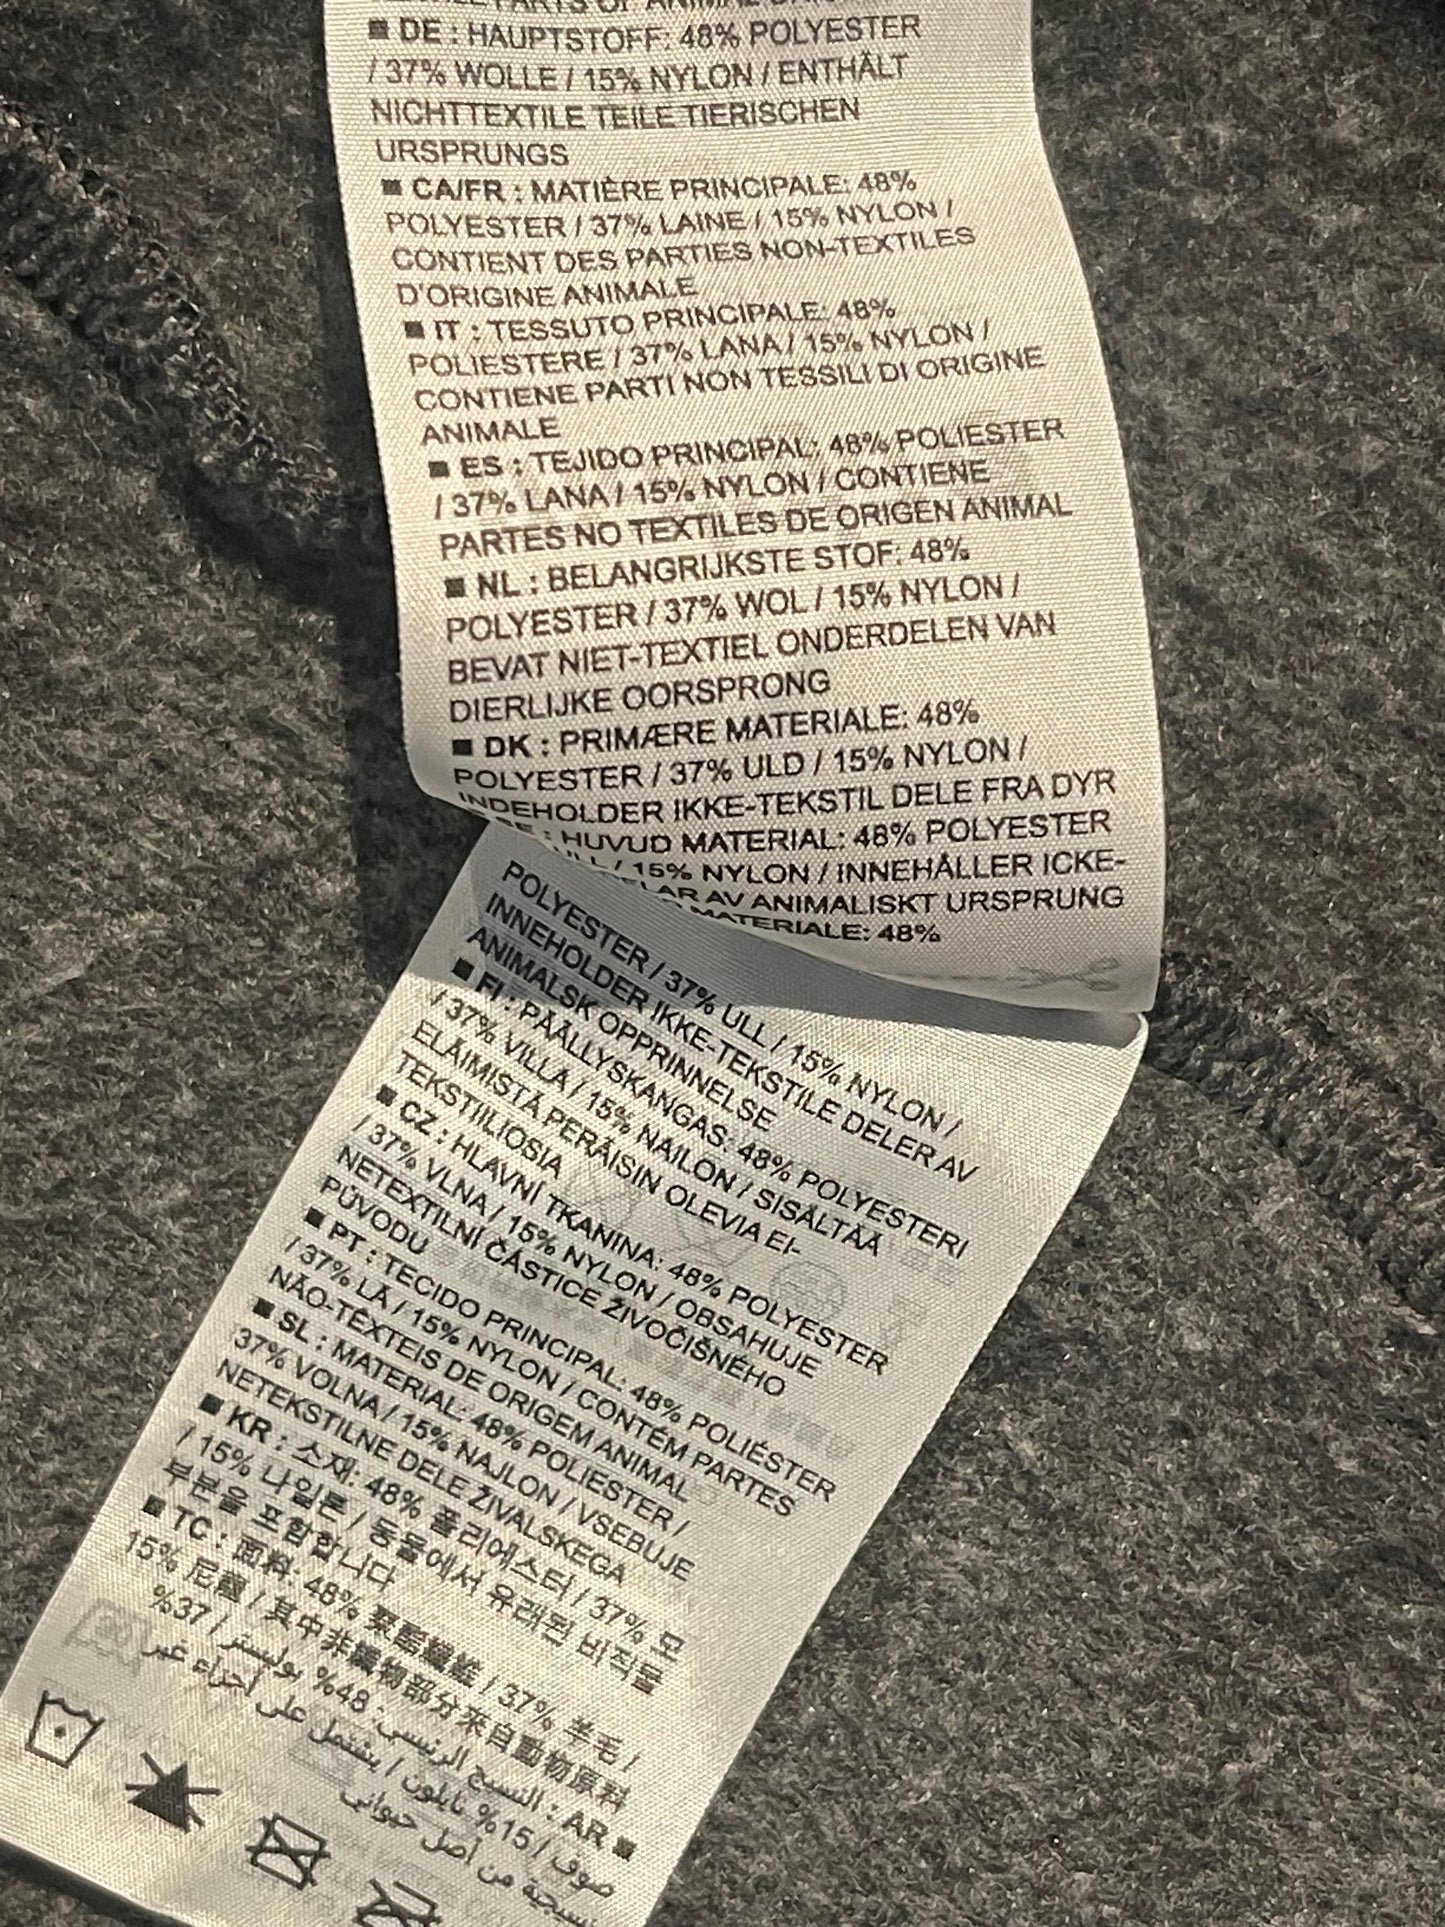 PARTS OF ANIMAL
■ DE : HAUPTSTOFF: 48% POLYESTER
/ 37% WOLLE / 15% NYLON / ENTHÄLT
NICHTTEXTILE TEILE TIERISCHEN
URSPRUNGS
■ CA/FR : MATIÈRE PRINCIPALE: 48%
POLYESTER / 37% LAINE / 15% NYLON /
CONTIENT DES PARTIES NON-TEXTILES
D'ORIGINE ANIMALE
■ IT : TESSUTO PRINCIPALE: 48%
POLIESTERE / 37% LANA / 15% NYLON /
CONTIENE PARTI NON TESSILI DI ORIGINE
ANIMALE
■ ES : TEJIDO PRINCIPAL: 48% POLIESTER
/ 37% LANA / 15% NYLON / CONTIENE
PARTES NO TEXTILES DE ORIGEN ANIMAL
■ NL : BELANGRIJKSTE STOF: 48%
POLYESTER / 37% WOL / 15% NYLON /
BEVAT NIET-TEXTIEL ONDERDELEN VAN
DIERLIJKE OORSPRONG
■ DK : PRIMÆRE MATERIALE: 48%
POLYESTER / 37% ULD / 15% NYLON /
INDEHOLDER IKKE-TEKSTIL DELE FRA DYR
: HUVUD MATERIAL: 48% POLYESTER
/ 15% NYLON / INNEHÅLLER ICKE-
AV ANIMALISKT URSPRUNG
MATERIALE: 48%
POLYESTER / 37% ULL / 15% NYLON /
INNEHOLDER IKKE-TEKSTILE DELER AV
ANIMALSK OPPRINNELSE
■ FI : PÄÄLLYSKANGAS: 48% POLYESTERI
/ 37% VILLA / 15% NAILON / SISÄLTÄÄ
ELÄIMISTÄ PERÄISIN OLEVIA EI-
TEKSTIILIOSIA
■ CZ : HLAVNÍ TKANINA: 48% POLYESTER
/ 37% VLNA / 15% NYLON / OBSAHUJE
NETEXTILNÍ ČÁSTICE ŽIVOČIŠNÉHO
PŮVODU
■ PT : TECIDO PRINCIPAL: 48% POLIÉSTER
/ 37% LÃ / 15% NYLON / CONTÉM PARTES
NÃO-TÊXTEIS DE ORIGEM ANIMAL
■ SL : MATERIAL: 48% POLIESTER /
37% VOLNA / 15% NAJLON / VSEBUJE
NETEKSTILNE DELE ŽIVALSKEGA
■ KR : 소재: 48% 폴리에스터 / 37% 모
/ 15% 나일론 / 동물에서 유래된 비직물
부분을 포함합니다
■ TC : 面料: 48% 聚酯纖維 / 37% 羊毛 /
15% 尼龍 / 其中非織物部分來自動物原料
■ AR : النسيج الرئيسي: 48% بوليستر / 37%
صوف / 15% نايلون / يشتمل على أجزاء غير
نسيجية من أصل حيواني